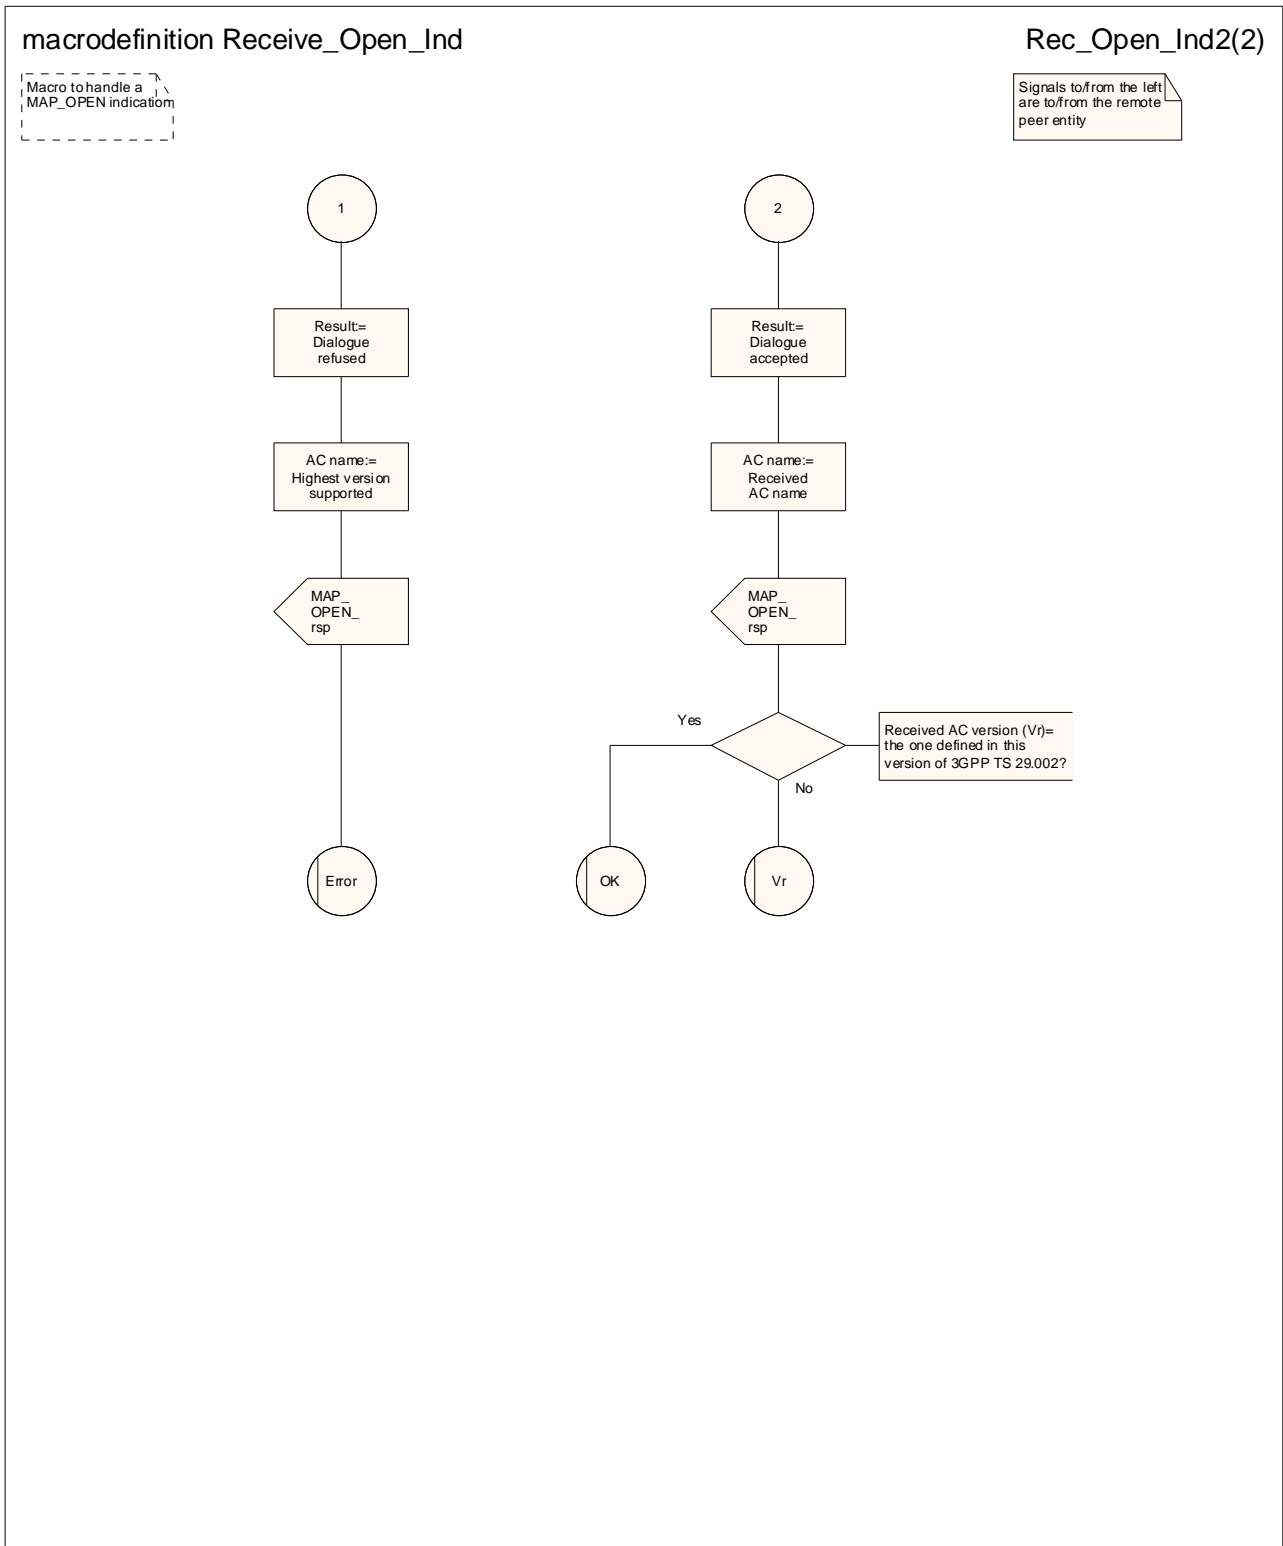 macrodefinition Receive_Open_Ind
Rec_Open_Ind2(2)
Macro to handle a
MAP_OPEN indication
Signals to/from the left
are to/from the remote
peer entity
1
2
Result:=
Dialogue
refused
Result:=
Dialogue
accepted
AC name:=
Highest version
supported
AC name:=
Received
AC name
MAP_
OPEN_
rsp
MAP_
OPEN_
rsp
Yes
Received AC version (Vr)=
the one defined in this
version of 3GPP TS 29.002?
No
Error
OK
Vr